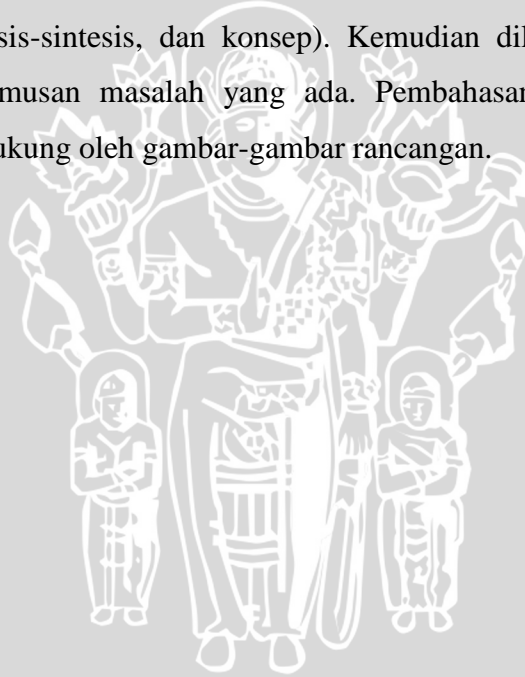 sis-sintesis, dan konsep). Kemudian dil
musan masalah yang ada. Pembahasan
ukung oleh gambar-gambar rancangan.